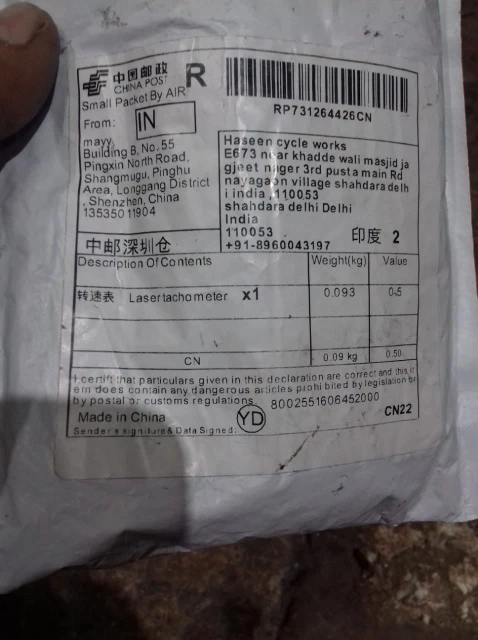 中国邮政
CHINA POST
R
Small Packet By AIR
RP731264426CN
From:
IN
mayy
Building 8, No. 55
Pingxin North Road,
Shangmugu, Pinghu
Area, Longgang District
, Shenzhen, China
13535011904
中邮深圳仓
Haseen cycle works
E673 near khadde wali masjid ja
gjeet nager 3rd pusta main Rd
nayagaon village shahdara delh
i india ,110053
shahdara delhi Delhi
India
110053
+91-8960043197
印度 2
Description Of Contents Weight(kg) Value
转速表 Lasertachometer x1 0.093 0.5
CN 0.09 kg 0.50
I certify that particulars given in this declaration are correct and this it
em does contain any dangerous articles prohibited by legislation or
by postal or customs regulations. 8002551606452000
Made in China YD CN22
Sender's signiture& Data Signed: